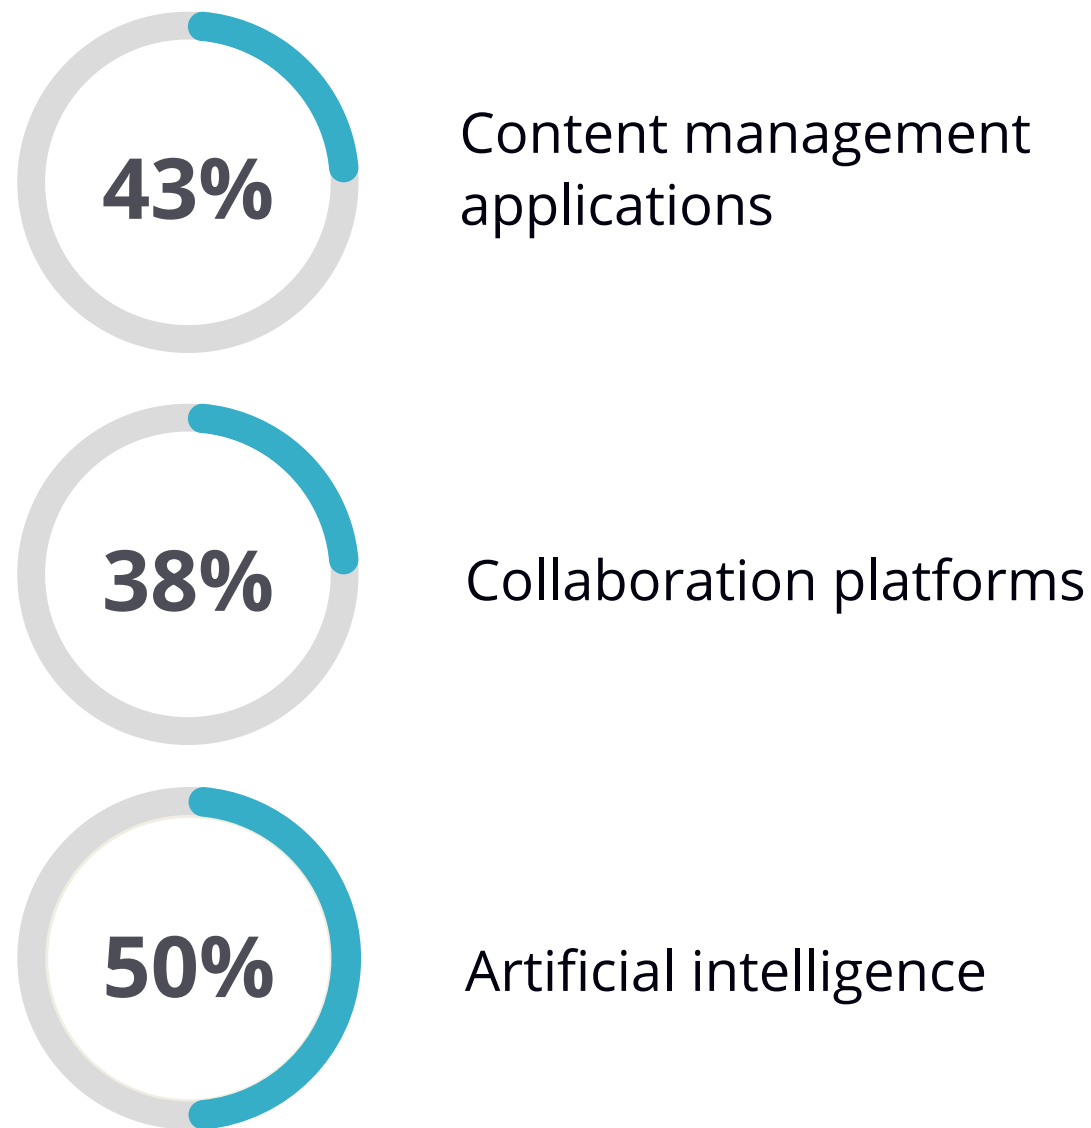 43%
Content management
applications
38%
Collaboration platforms
50%
Artificial intelligence